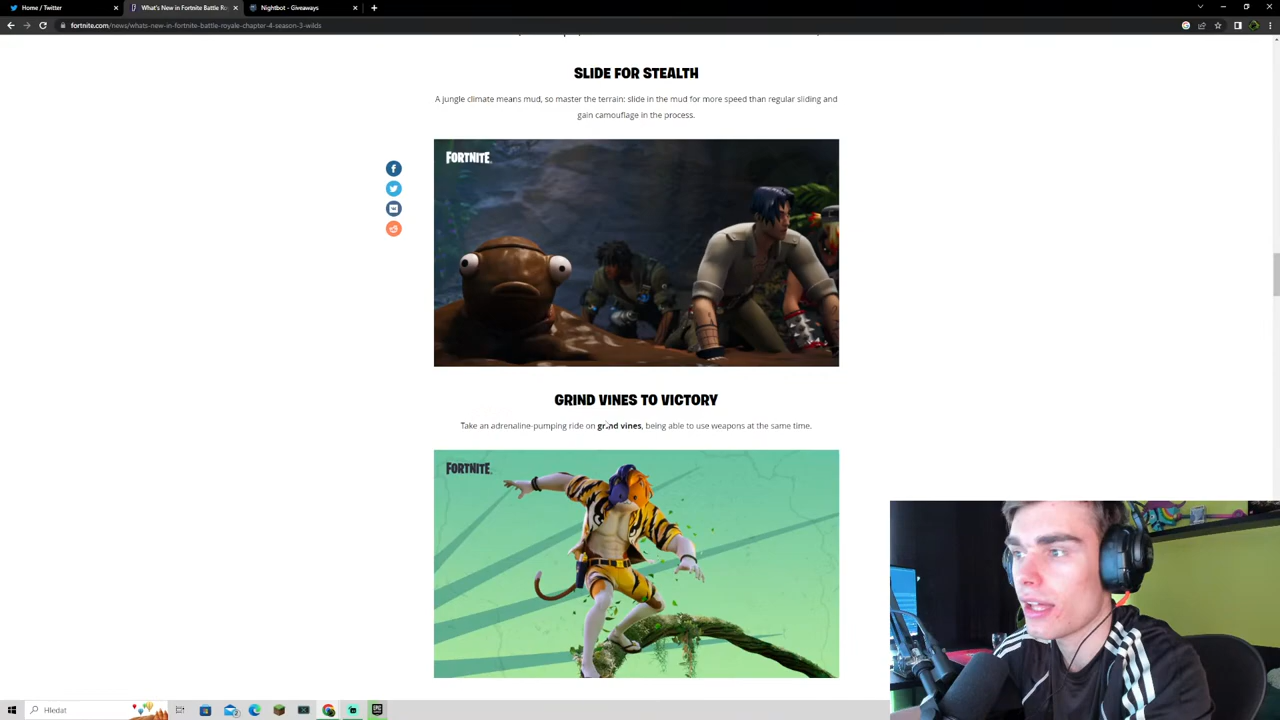 Home / Twitter
What's New in Fortnite Battle Ro
Nightbot - Giveaways
fortnite.com/news/whats-new-in-fortnite-battle-royale-chapter-4-season-3-wilds
SLIDE FOR STEALTH
A jungle climate means mud, so master the terrain: slide in the mud for more speed than regular sliding and
gain camouflage in the process.
FORTNITE
GRIND VINES TO VICTORY
Take an adrenaline-pumping ride on grind vines, being able to use weapons at the same time.
FORTNITE
Hledat